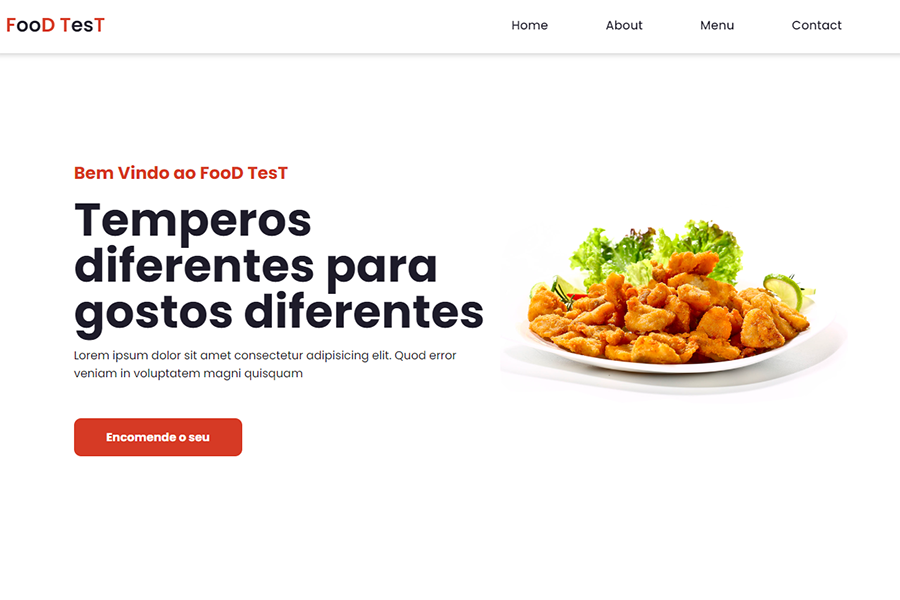 FooD TesT
Home About Menu Contact
Bem Vindo ao FooD TesT
Temperos
diferentes para
gostos diferentes
Lorem ipsum dolor sit amet consectetur adipisicing elit. Quod error
veniam in voluptatem magni quisquam
Encomende o seu